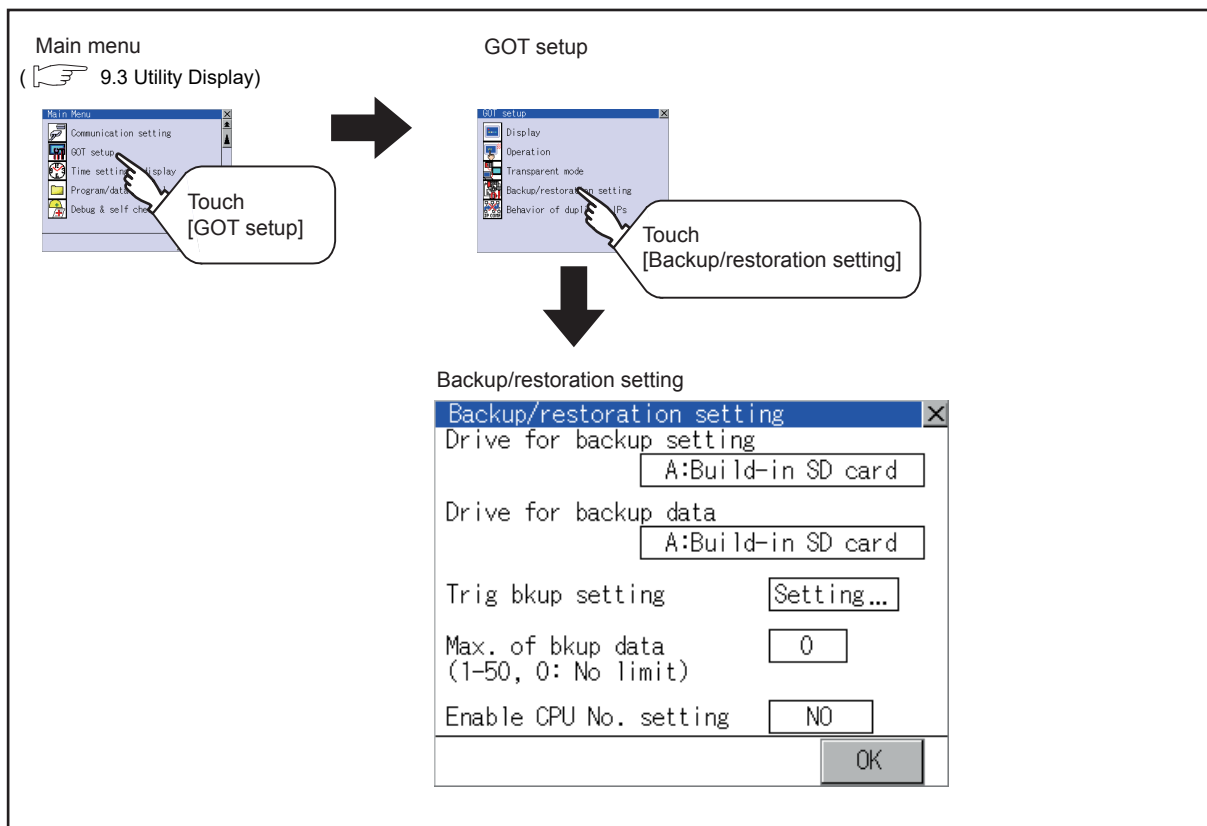 Main menu
( 9.3 Utility Display)
Main Menu
Communication setting
GOT setup
Time setting display
Program/data
Debug & self che
Touch
[GOT setup]
GOT setup
GOT setup
Display
Operation
Transparent mode
Backup/restoration setting
Behavior of dupl IPs
Touch
[Backup/restoration setting]
Backup/restoration setting
Backup/restoration setting
Drive for backup setting
A:Build-in SD card
Drive for backup data
A:Build-in SD card
Trig bkup setting Setting...
Max. of bkup data 0
(1-50, 0: No limit)
Enable CPU No. setting NO
OK